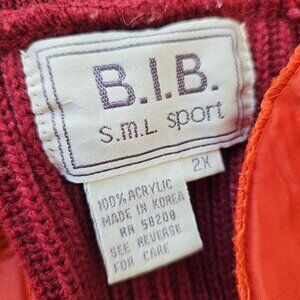 B.I.B.
s.m.L sport
2X
100% ACRYLIC
MADE IN KOREA
RN 58208
SEE REVERSE
FOR CARE